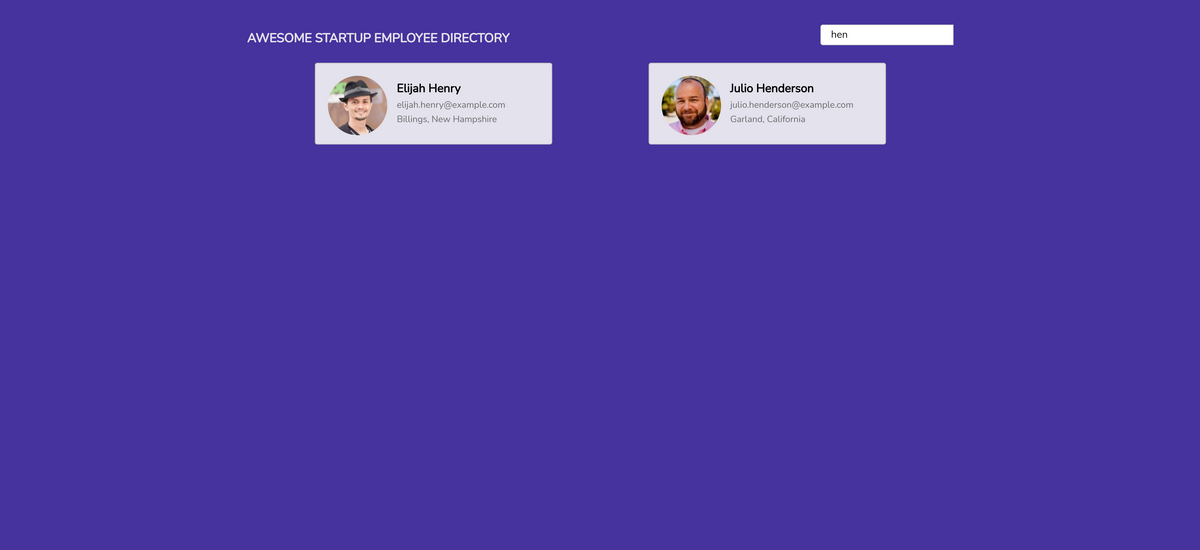 AWESOME STARTUP EMPLOYEE DIRECTORY
hen
Elijah Henry
elijah.henry@example.com
Billings, New Hampshire
Julio Henderson
julio.henderson@example.com
Garland, California